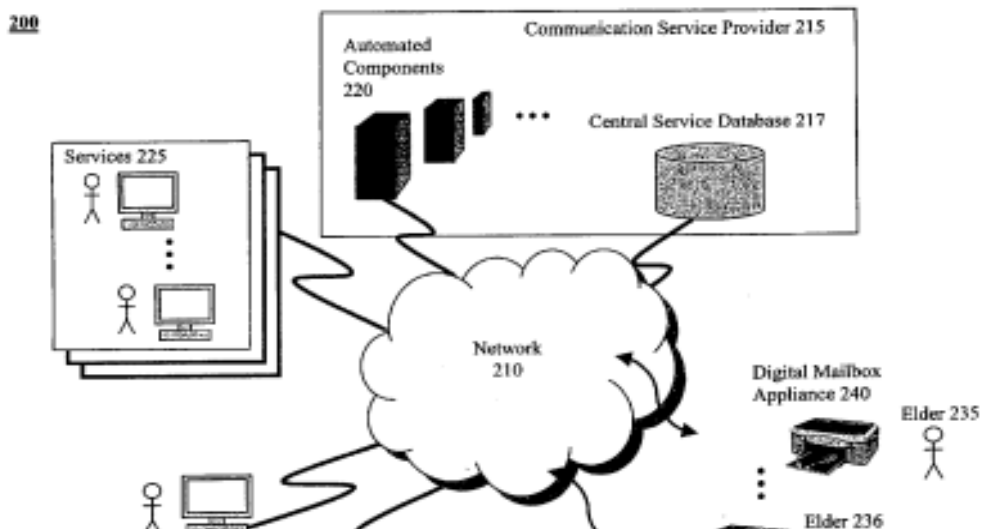 200
Communication Service Provider 215
Automated
Components
220
Central Service Database 217
Services 225
Network
210
Digital Mailbox
Appliance 240
Elder 235
Elder 236